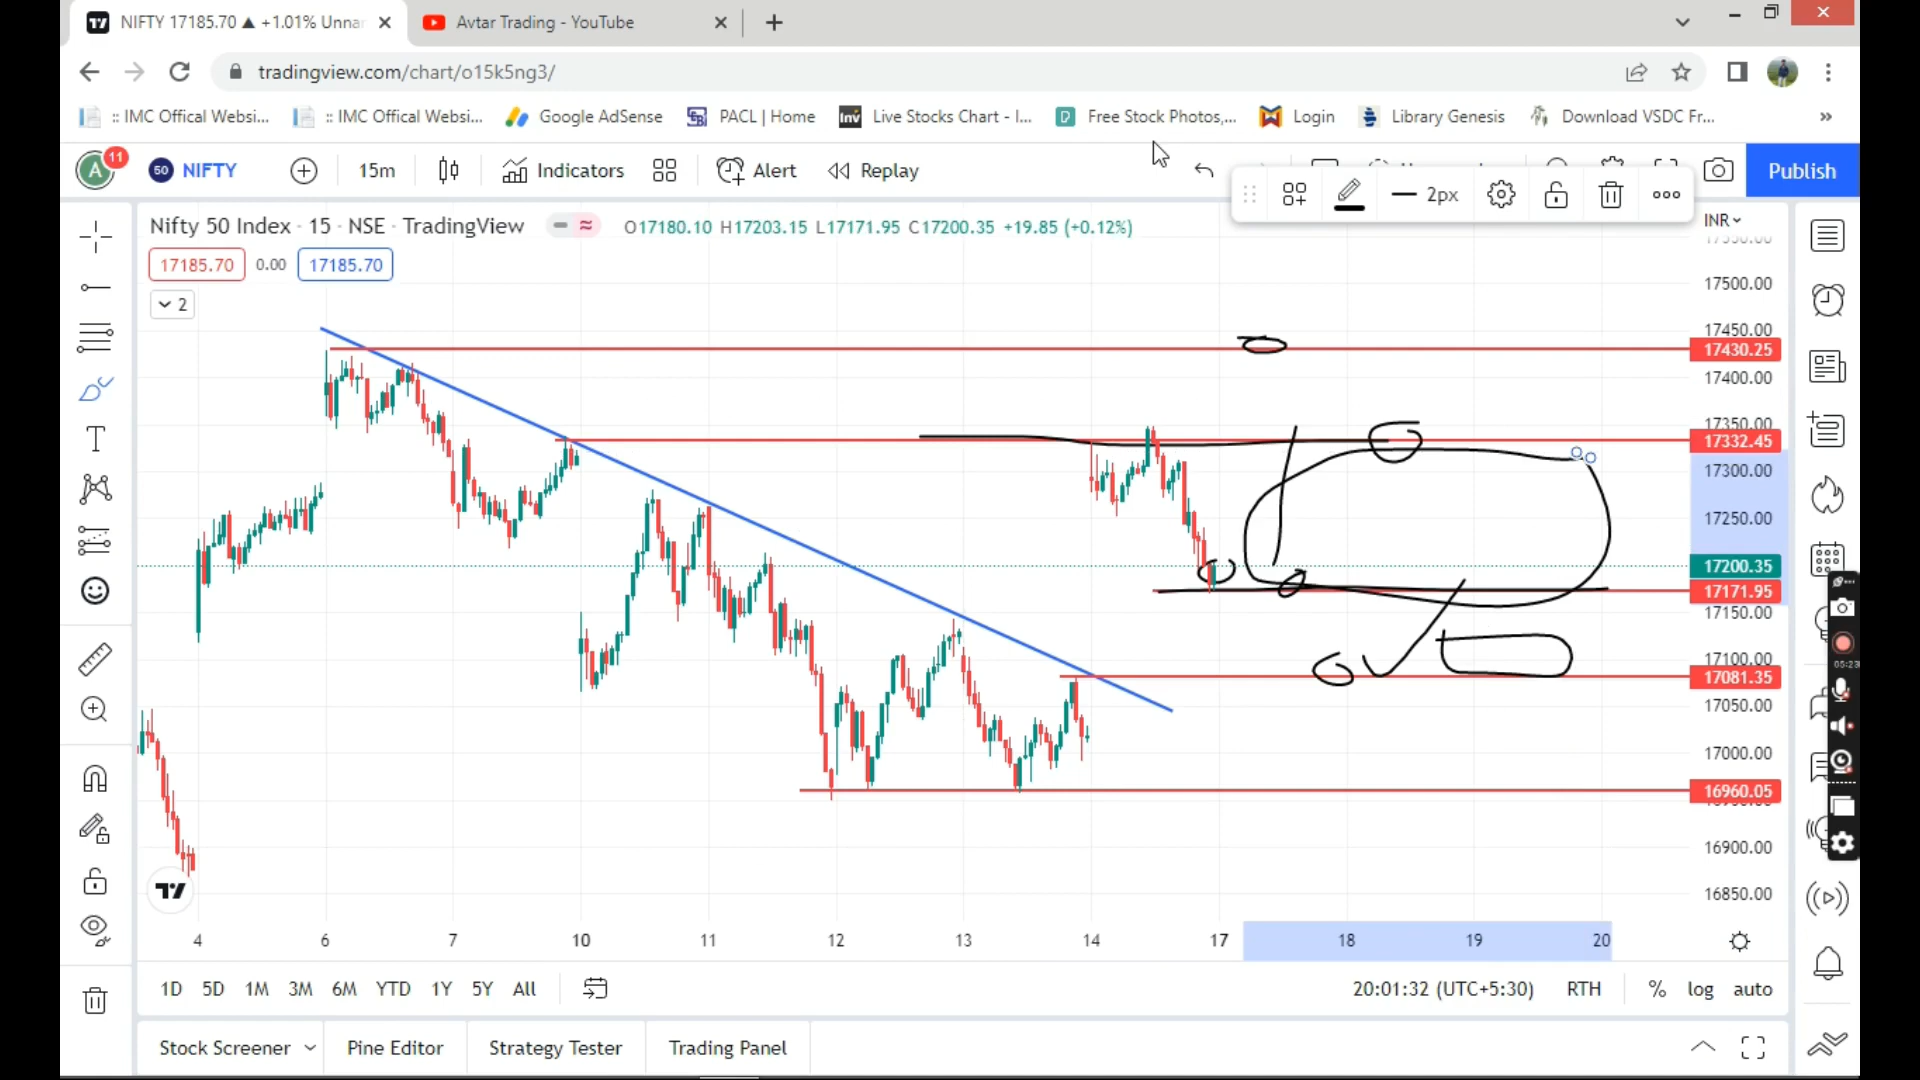 NIFTY 17185.70 ▲ +1.01% Unna
Avtar Trading - YouTube
tradingview.com/chart/o15k5ng3/
:: IMC Offical Websi...
:: IMC Offical Websi...
Google AdSense
PACL | Home
Inv
Live Stocks Chart - I...
Free Stock Photos,...
Login
Library Genesis
Download VSDC Fr...
»
A
11
50
NIFTY
15m
Indicators
Alert
Replay
Publish
2px
Nifty 50 Index · 15 · NSE · TradingView
O17180.10 H17203.15 L17171.95 C17200.35 +19.85 (+0.12%)
INR
17185.70
0.00
17185.70
2
17500.00
17450.00
17430.25
17400.00
17350.00
17332.45
17300.00
17250.00
17200.35
17171.95
17150.00
17100.00
17081.35
17050.00
17000.00
16960.05
16900.00
16850.00
4 6 7 10 11 12 13 14 17 18 19 20
1D 5D 1M 3M 6M YTD 1Y 5Y All
20:01:32 (UTC+5:30)
RTH
% log auto
Stock Screener
Pine Editor
Strategy Tester
Trading Panel
05:23